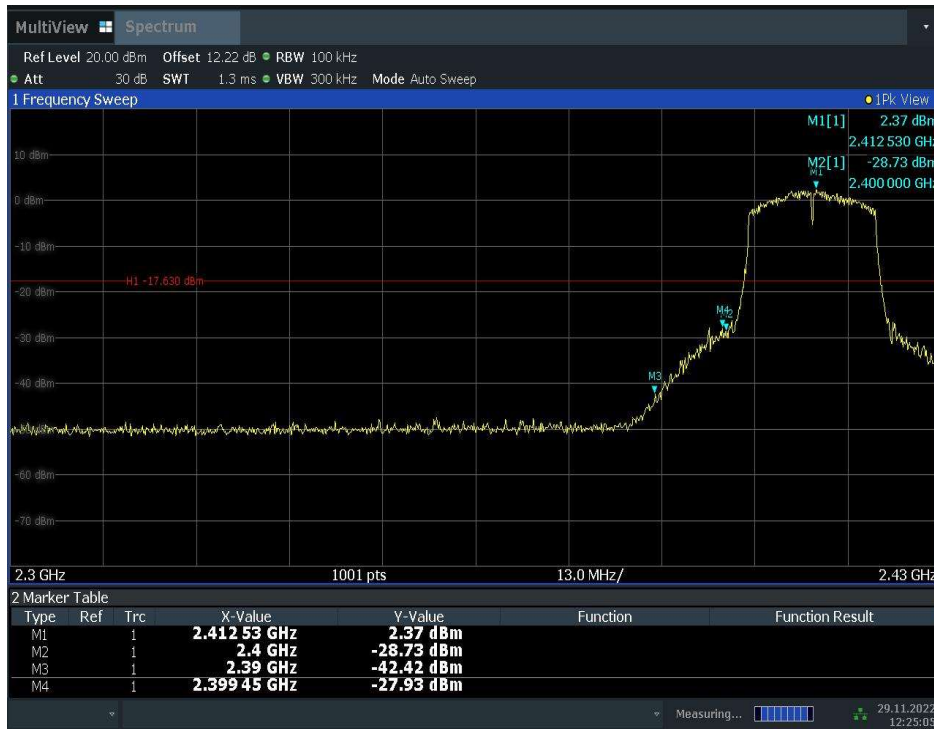 MultiView Spectrum
Ref Level 20.00 dBm Offset 12.22 dB RBW 100 kHz
Att 30 dB SWT 1.3 ms VBW 300 kHz Mode Auto Sweep
1 Frequency Sweep 1Pk View
M1[1] 2.37 dBm
2.412 530 GHz
10 dBm
M2[1] -28.73 dBm
M1
2.400 000 GHz
0 dBm
-10 dBm
H1 -17.630 dBm
-20 dBm
M4
M2
-30 dBm
M3
-40 dBm
-60 dBm
-70 dBm
2.3 GHz 1001 pts 13.0 MHz/ 2.43 GHz
2 Marker Table
Type Ref Trc X-Value Y-Value Function Function Result
M1 1 2.412 53 GHz 2.37 dBm
M2 1 2.4 GHz -28.73 dBm
M3 1 2.39 GHz -42.42 dBm
M4 1 2.399 45 GHz -27.93 dBm
Measuring... 29.11.2022
12:25:05